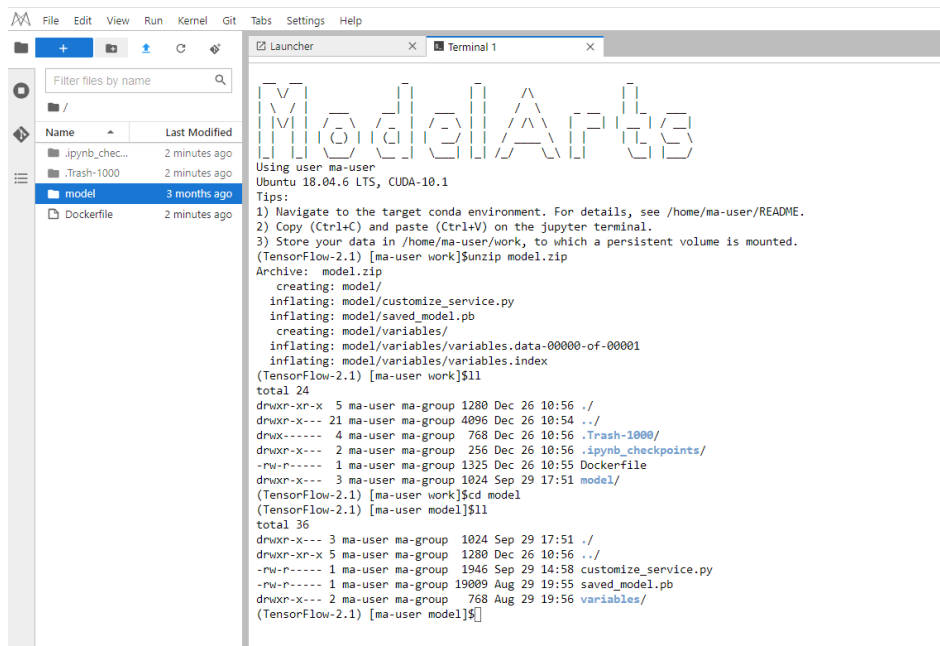 File Edit View Run Kernel Git Tabs Settings Help
Launcher
Terminal 1
Filter files by name
/
Name Last Modified
.ipynb_chec... 2 minutes ago
.Trash-1000 2 minutes ago
model 3 months ago
Dockerfile 2 minutes ago
ModelArts
Using user ma-user
Ubuntu 18.04.6 LTS, CUDA-10.1
Tips:
1) Navigate to the target conda environment. For details, see /home/ma-user/README.
2) Copy (Ctrl+C) and paste (Ctrl+V) on the jupyter terminal.
3) Store your data in /home/ma-user/work, to which a persistent volume is mounted.
(TensorFlow-2.1) [ma-user work]$unzip model.zip
Archive:  model.zip
   creating: model/
  inflating: model/customize_service.py
  inflating: model/saved_model.pb
   creating: model/variables/
  inflating: model/variables/variables.data-00000-of-00001
  inflating: model/variables/variables.index
(TensorFlow-2.1) [ma-user work]$ll
total 24
drwxr-xr-x  5 ma-user ma-group 1280 Dec 26 10:56 ./
drwxr-x--- 21 ma-user ma-group 4096 Dec 26 10:54 ../
drwx------  4 ma-user ma-group  768 Dec 26 10:56 .Trash-1000/
drwxr-x---  2 ma-user ma-group  256 Dec 26 10:56 .ipynb_checkpoints/
-rw-r-----  1 ma-user ma-group 1325 Dec 26 10:55 Dockerfile
drwxr-x---  3 ma-user ma-group 1024 Sep 29 17:51 model/
(TensorFlow-2.1) [ma-user work]$cd model
(TensorFlow-2.1) [ma-user model]$ll
total 36
drwxr-x--- 3 ma-user ma-group  1024 Sep 29 17:51 ./
drwxr-xr-x 5 ma-user ma-group  1280 Dec 26 10:56 ../
-rw-r----- 1 ma-user ma-group  1946 Sep 29 14:58 customize_service.py
-rw-r----- 1 ma-user ma-group 19009 Aug 29 19:55 saved_model.pb
drwxr-x--- 2 ma-user ma-group   768 Aug 29 19:56 variables/
(TensorFlow-2.1) [ma-user model]$